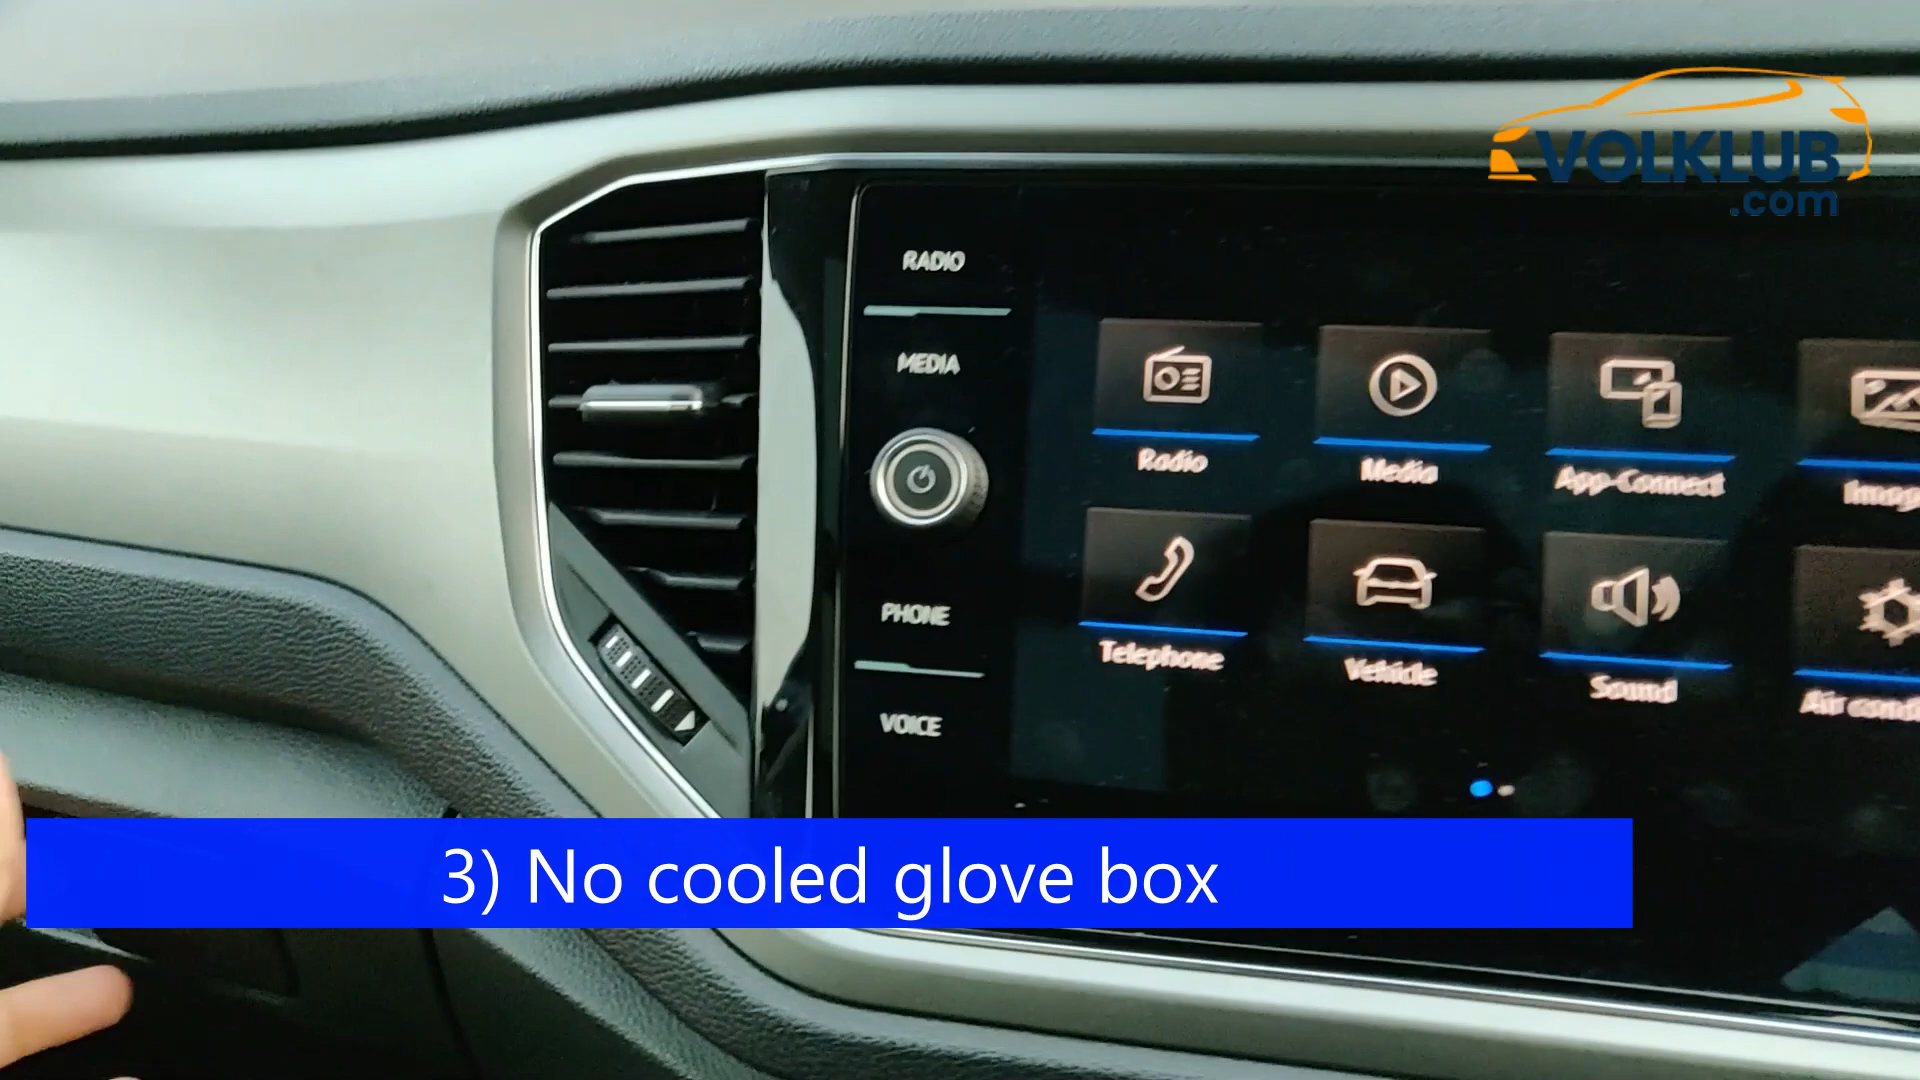 VOLKLUB
.com
RADIO
MEDIA
PHONE
VOICE
Radio
Media
App-Connect
Telephone
Vehicle
Sound
3) No cooled glove box